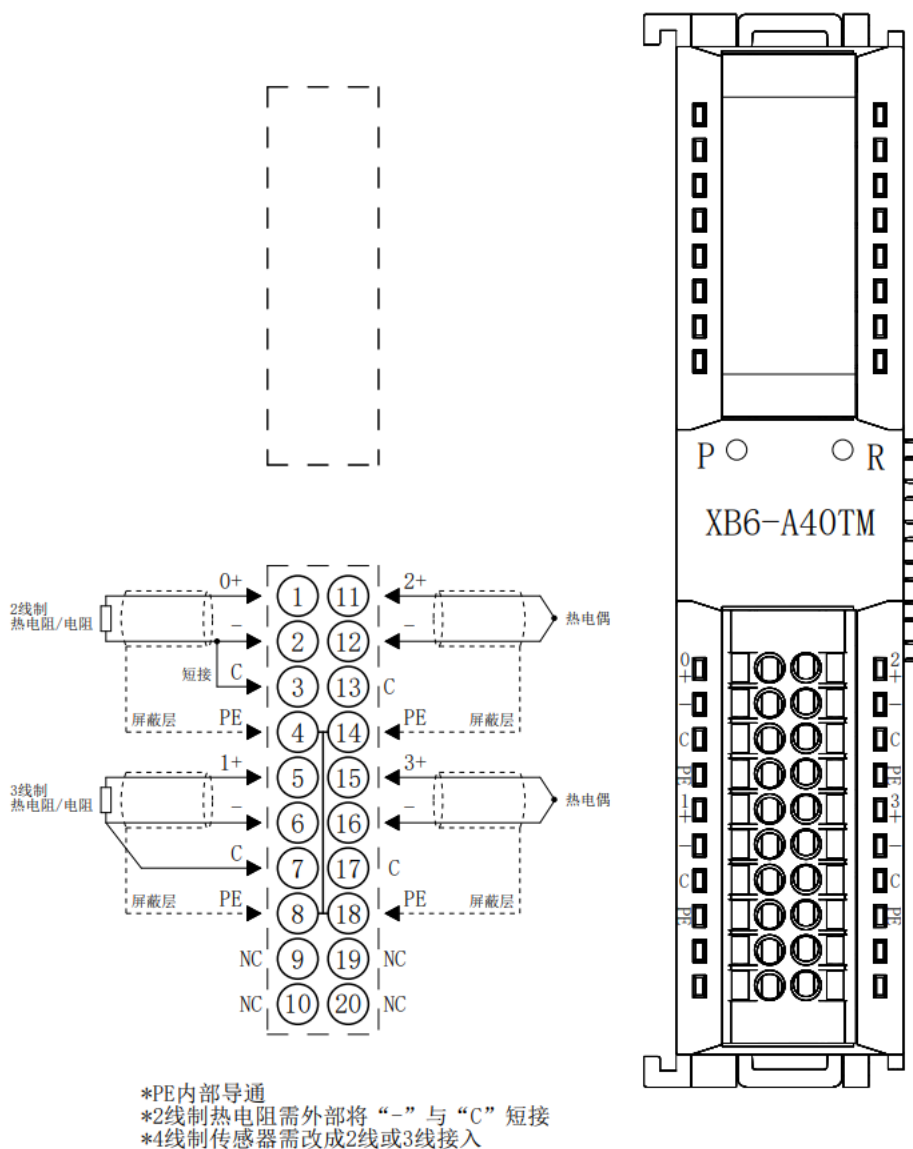 P R
XB6-A40TM
0+ 1 11 2+
2线制
热电阻/电阻
- 2 12 -
热电偶
短接 C 3 13 C
屏蔽层 PE 4 14 PE 屏蔽层
1+ 5 15 3+
3线制
热电阻/电阻
- 6 16 -
热电偶
C 7 17 C
屏蔽层 PE 8 18 PE 屏蔽层
NC 9 19 NC
NC 10 20 NC
0+ 2+
- -
C C
PE PE
1+ 3+
- -
C C
PE PE
*PE内部导通
*2线制热电阻需外部将“-”与“C”短接
*4线制传感器需改成2线或3线接入